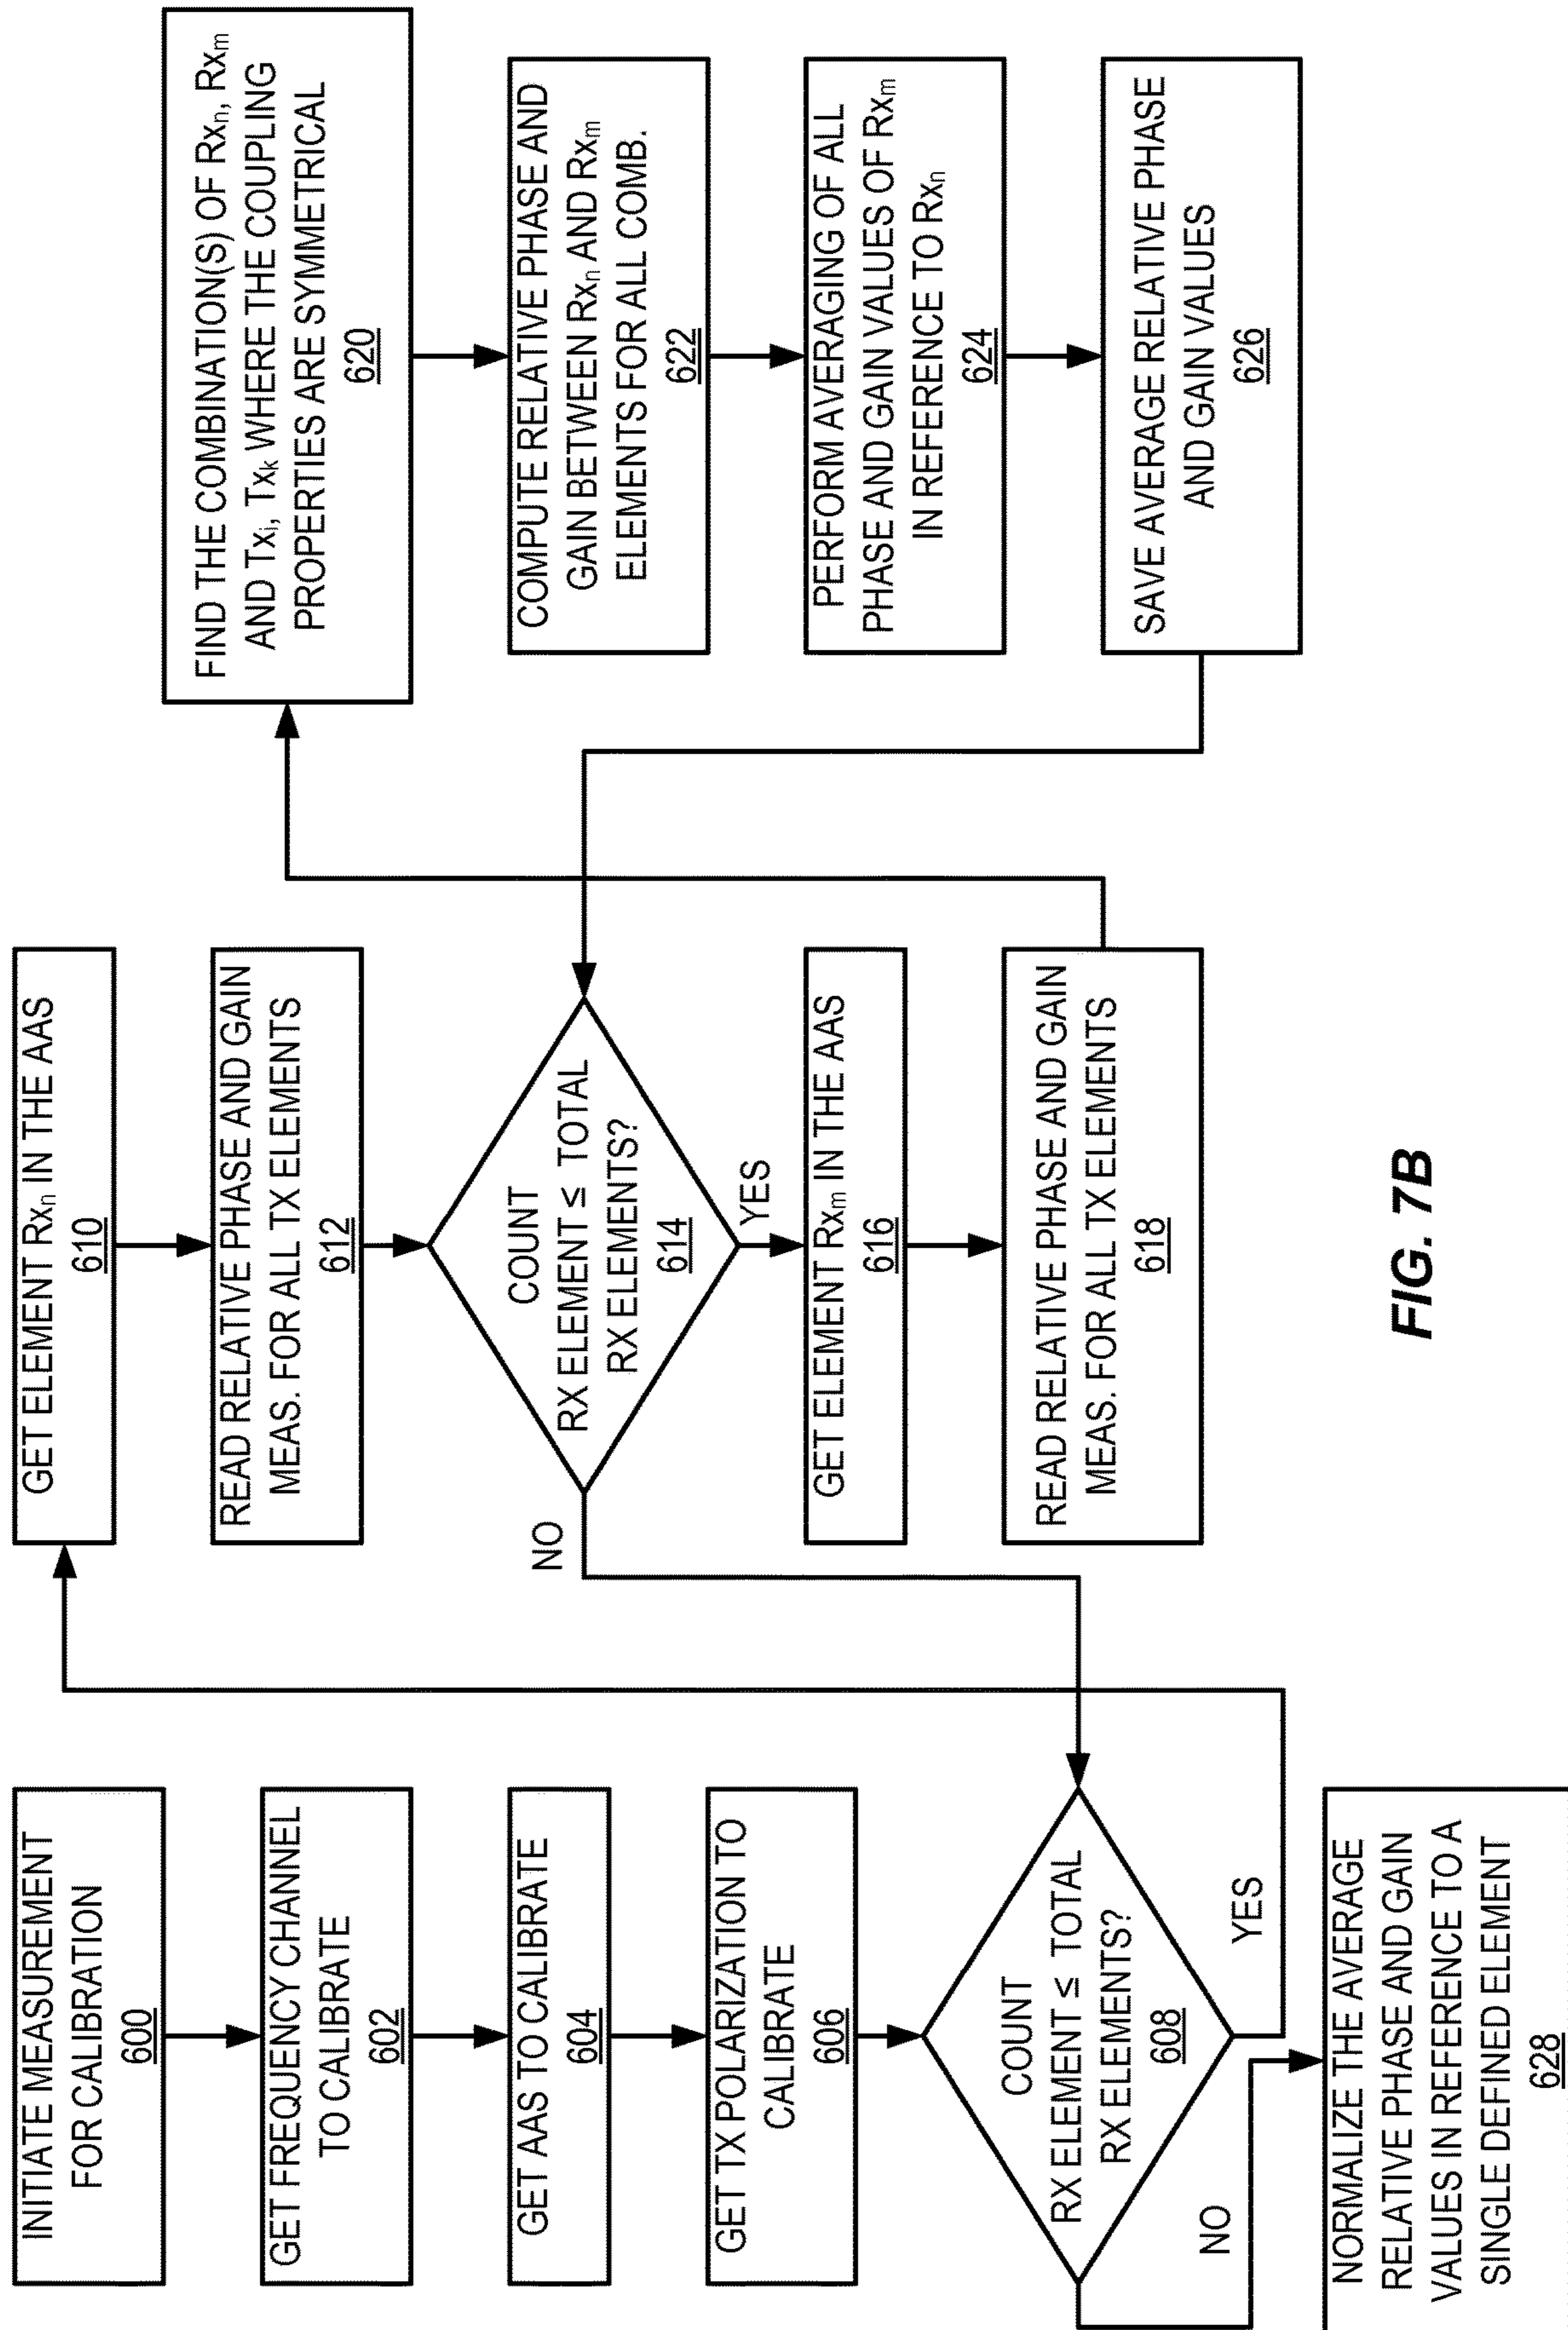 INITIATE MEASUREMENT
FOR CALIBRATION
600
GET FREQUENCY CHANNEL
TO CALIBRATE
602
GET AAS TO CALIBRATE
604
GET TX POLARIZATION TO
CALIBRATE
606
COUNT
RX ELEMENT ≤ TOTAL
RX ELEMENTS?
608
YES
NO
NORMALIZE THE AVERAGE
RELATIVE PHASE AND GAIN
VALUES IN REFERENCE TO A
SINGLE DEFINED ELEMENT
628
GET ELEMENT Rxn IN THE AAS
610
READ RELATIVE PHASE AND GAIN
MEAS. FOR ALL TX ELEMENTS
612
COUNT
RX ELEMENT ≤ TOTAL
RX ELEMENTS?
614
NO
YES
GET ELEMENT Rxm IN THE AAS
616
READ RELATIVE PHASE AND GAIN
MEAS. FOR ALL TX ELEMENTS
618
FIND THE COMBINATION(S) OF Rxn, Rxm
AND Txi, Txk WHERE THE COUPLING
PROPERTIES ARE SYMMETRICAL
620
COMPUTE RELATIVE PHASE AND
GAIN BETWEEN Rxn AND Rxm
ELEMENTS FOR ALL COMB.
622
PERFORM AVERAGING OF ALL
PHASE AND GAIN VALUES OF Rxm
IN REFERENCE TO Rxn
624
SAVE AVERAGE RELATIVE PHASE
AND GAIN VALUES
626
FIG. 7B